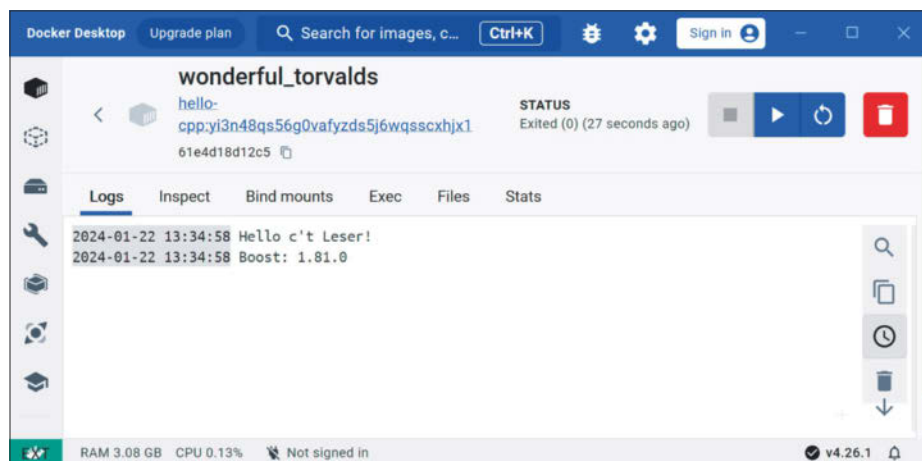 Docker Desktop Upgrade plan Search for images, c... Ctrl+K Sign in
wonderful_torvalds
hello-
cpp:yi3n48qs56g0vafyzds5j6wqsscxhjx1
61e4d18d12c5
STATUS
Exited (0) (27 seconds ago)
Logs Inspect Bind mounts Exec Files Stats
2024-01-22 13:34:58 Hello c't Leser!
2024-01-22 13:34:58 Boost: 1.81.0
RAM 3.08 GB CPU 0.13% Not signed in v4.26.1